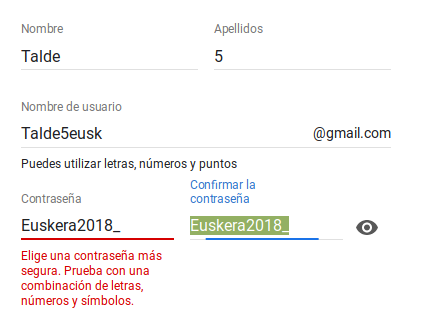 Nombre Apellidos
Talde 5
Nombre de usuario
Talde5eusk @gmail.com
Puedes utilizar letras, números y puntos
Contraseña
Confirmar la
contraseña
Euskera2018_ Euskera2018_
Elige una contraseña más
segura. Prueba con una
combinación de letras,
números y símbolos.